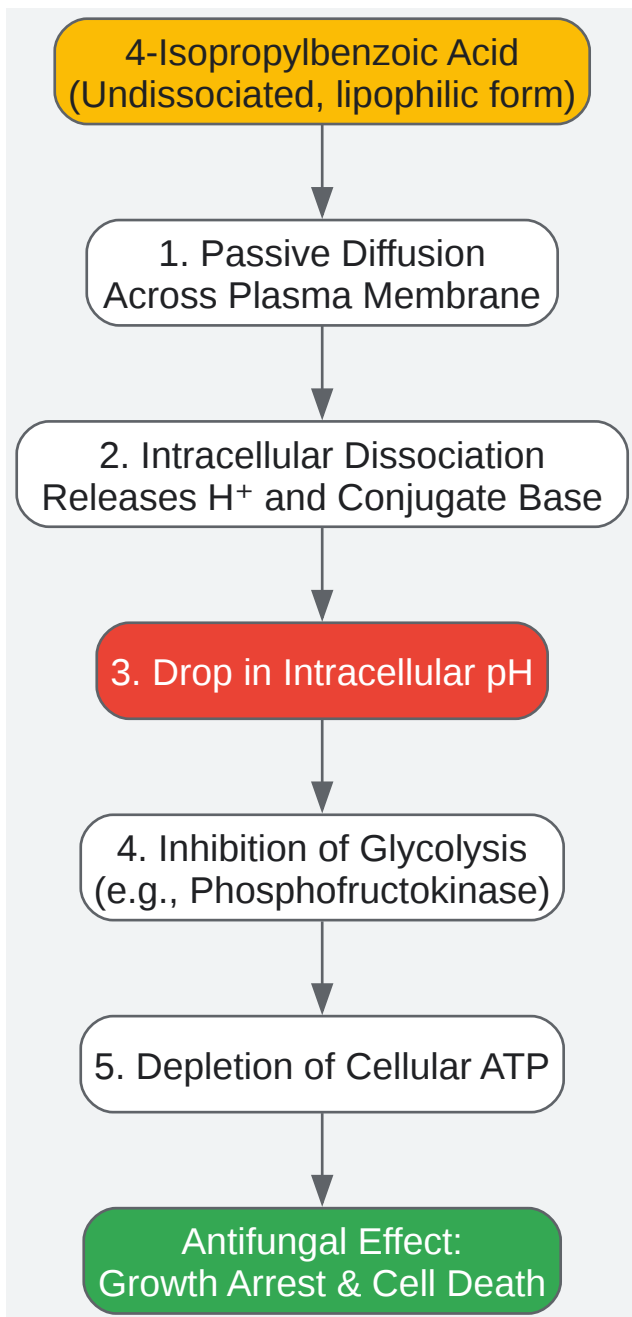 4-Isopropylbenzoic Acid
(Undissociated, lipophilic form)
1. Passive Diffusion
Across Plasma Membrane
2. Intracellular Dissociation
Releases H⁺ and Conjugate Base
3. Drop in Intracellular pH
4. Inhibition of Glycolysis
(e.g., Phosphofructokinase)
5. Depletion of Cellular ATP
Antifungal Effect:
Growth Arrest & Cell Death